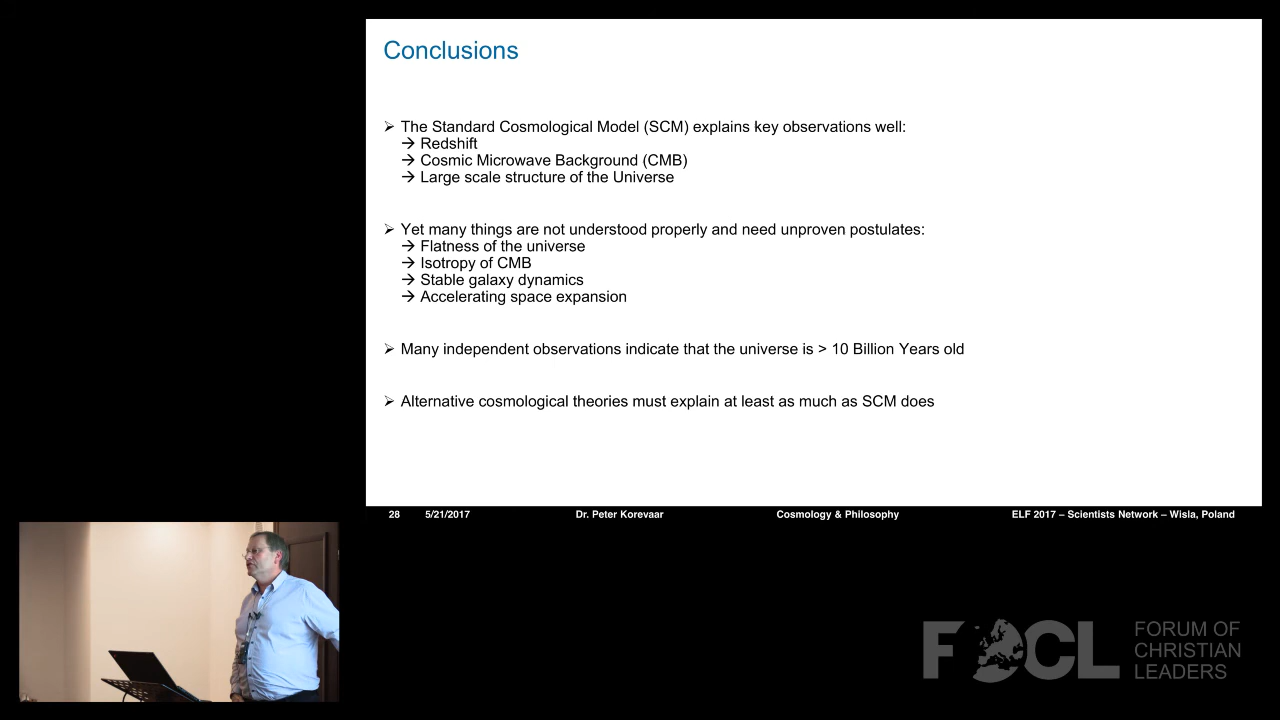 Conclusions
➢ The Standard Cosmological Model (SCM) explains key observations well:
→ Redshift
→ Cosmic Microwave Background (CMB)
→ Large scale structure of the Universe
➢ Yet many things are not understood properly and need unproven postulates:
→ Flatness of the universe
→ Isotropy of CMB
→ Stable galaxy dynamics
→ Accelerating space expansion
➢ Many independent observations indicate that the universe is > 10 Billion Years old
➢ Alternative cosmological theories must explain at least as much as SCM does
28 5/21/2017 Dr. Peter Korevaar Cosmology & Philosophy ELF 2017 – Scientists Network – Wisla, Poland
FOCL
FORUM OF
CHRISTIAN
LEADERS